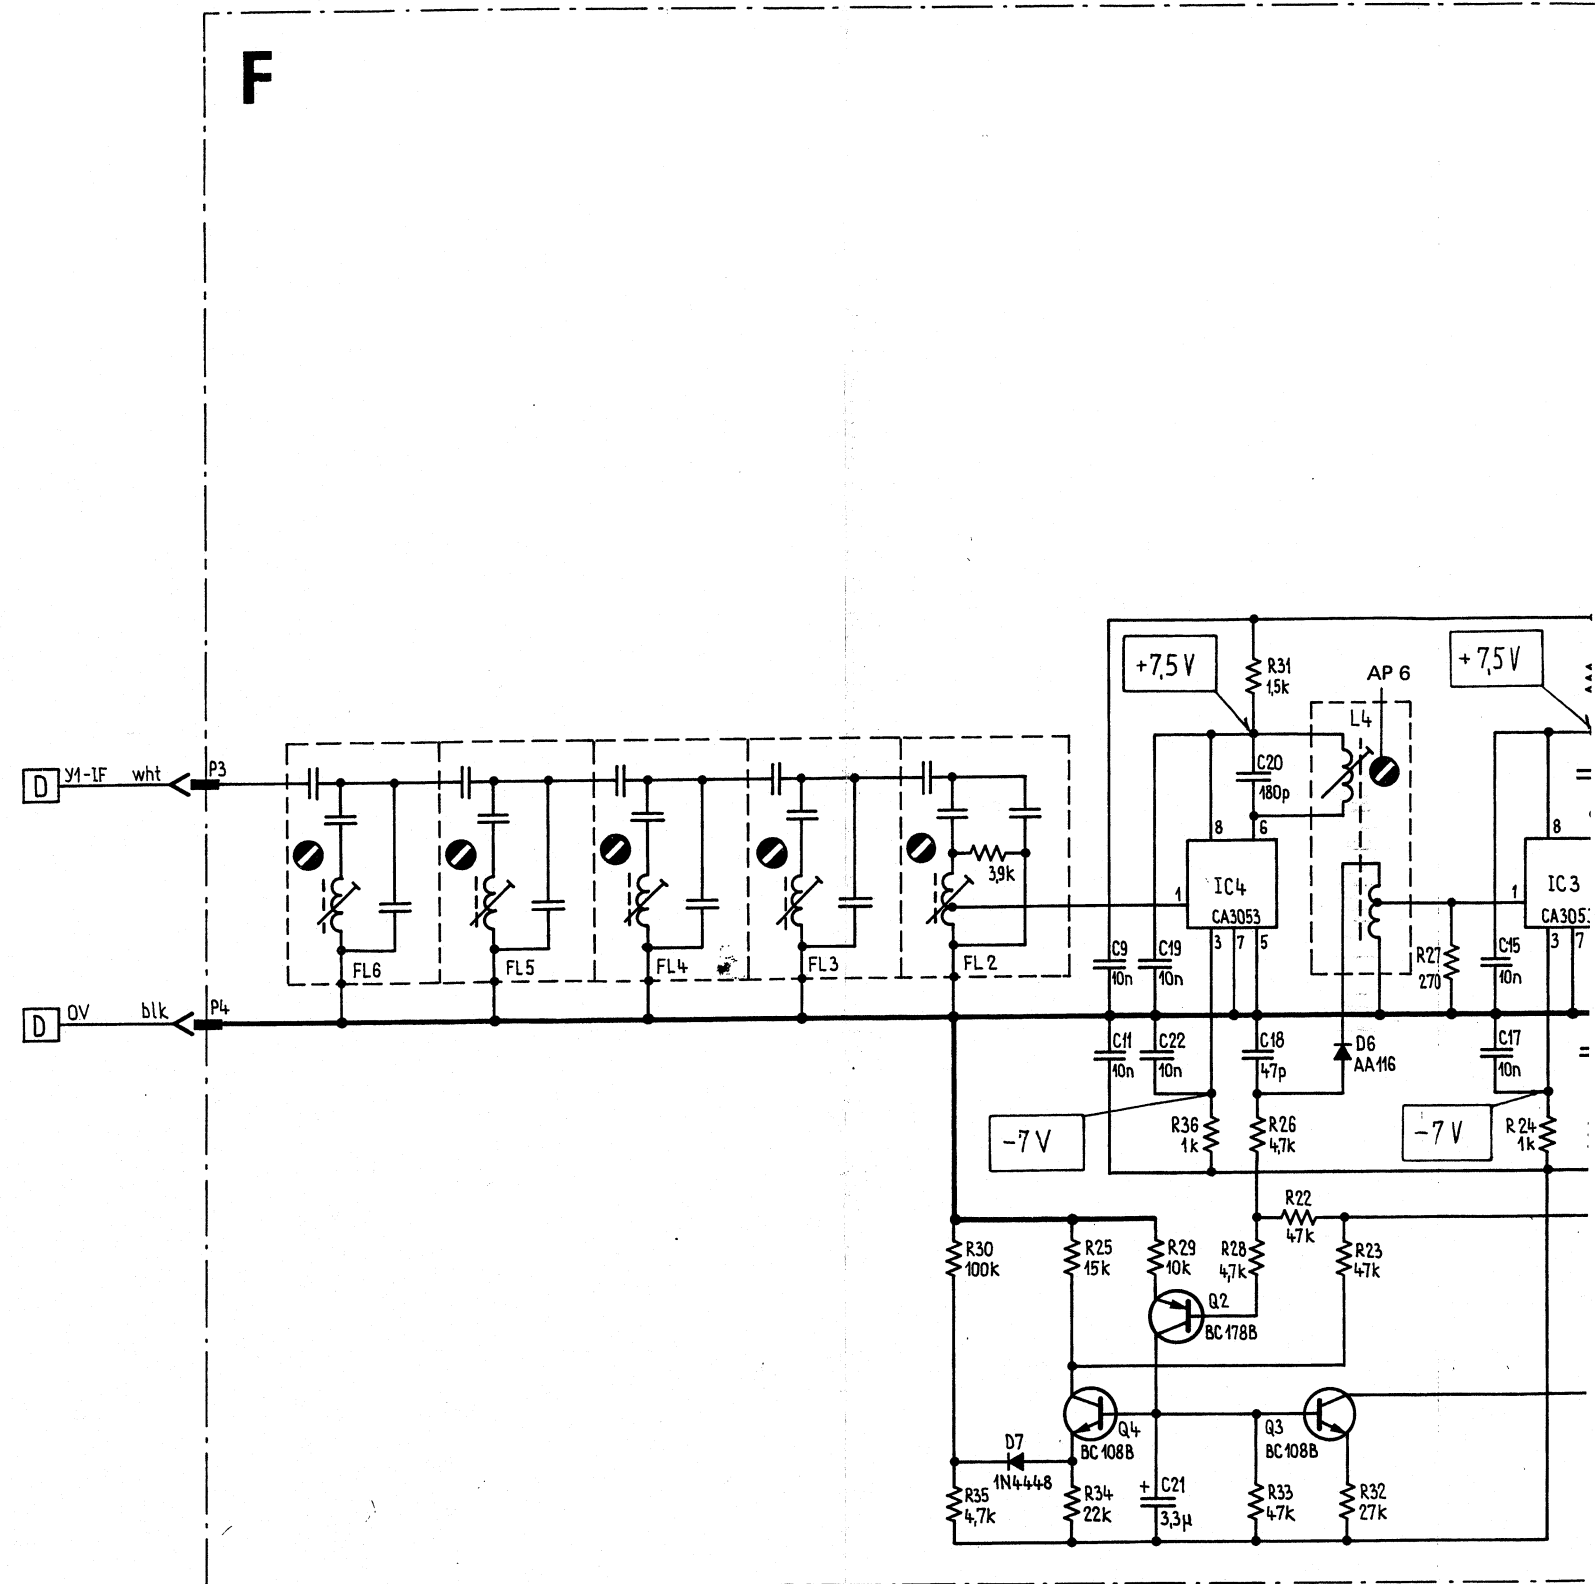 F
+7,5V
+7,5V
R31
1,5k
AP 6
L4
D
Y1-IF
wht
P3
C20
180p
8
6
8
3,9k
1
IC4
CA3053
1
IC3
3
7
5
3
7
FL6
FL5
FL4
FL3
FL2
C9
10n
C19
10n
R27
270
C15
10n
D
0V
blk
P4
C11
10n
C22
10n
C18
47p
D6
AA116
C17
10n
-7V
R36
1k
R26
4,7k
-7V
R24
1k
R22
47k
R30
100k
R25
15k
R29
10k
R28
4,7k
R23
47k
Q2
BC178B
Q4
BC108B
Q3
BC108B
D7
1N4448
R35
4,7k
R34
22k
+
C21
3,3µ
R33
47k
R32
27k